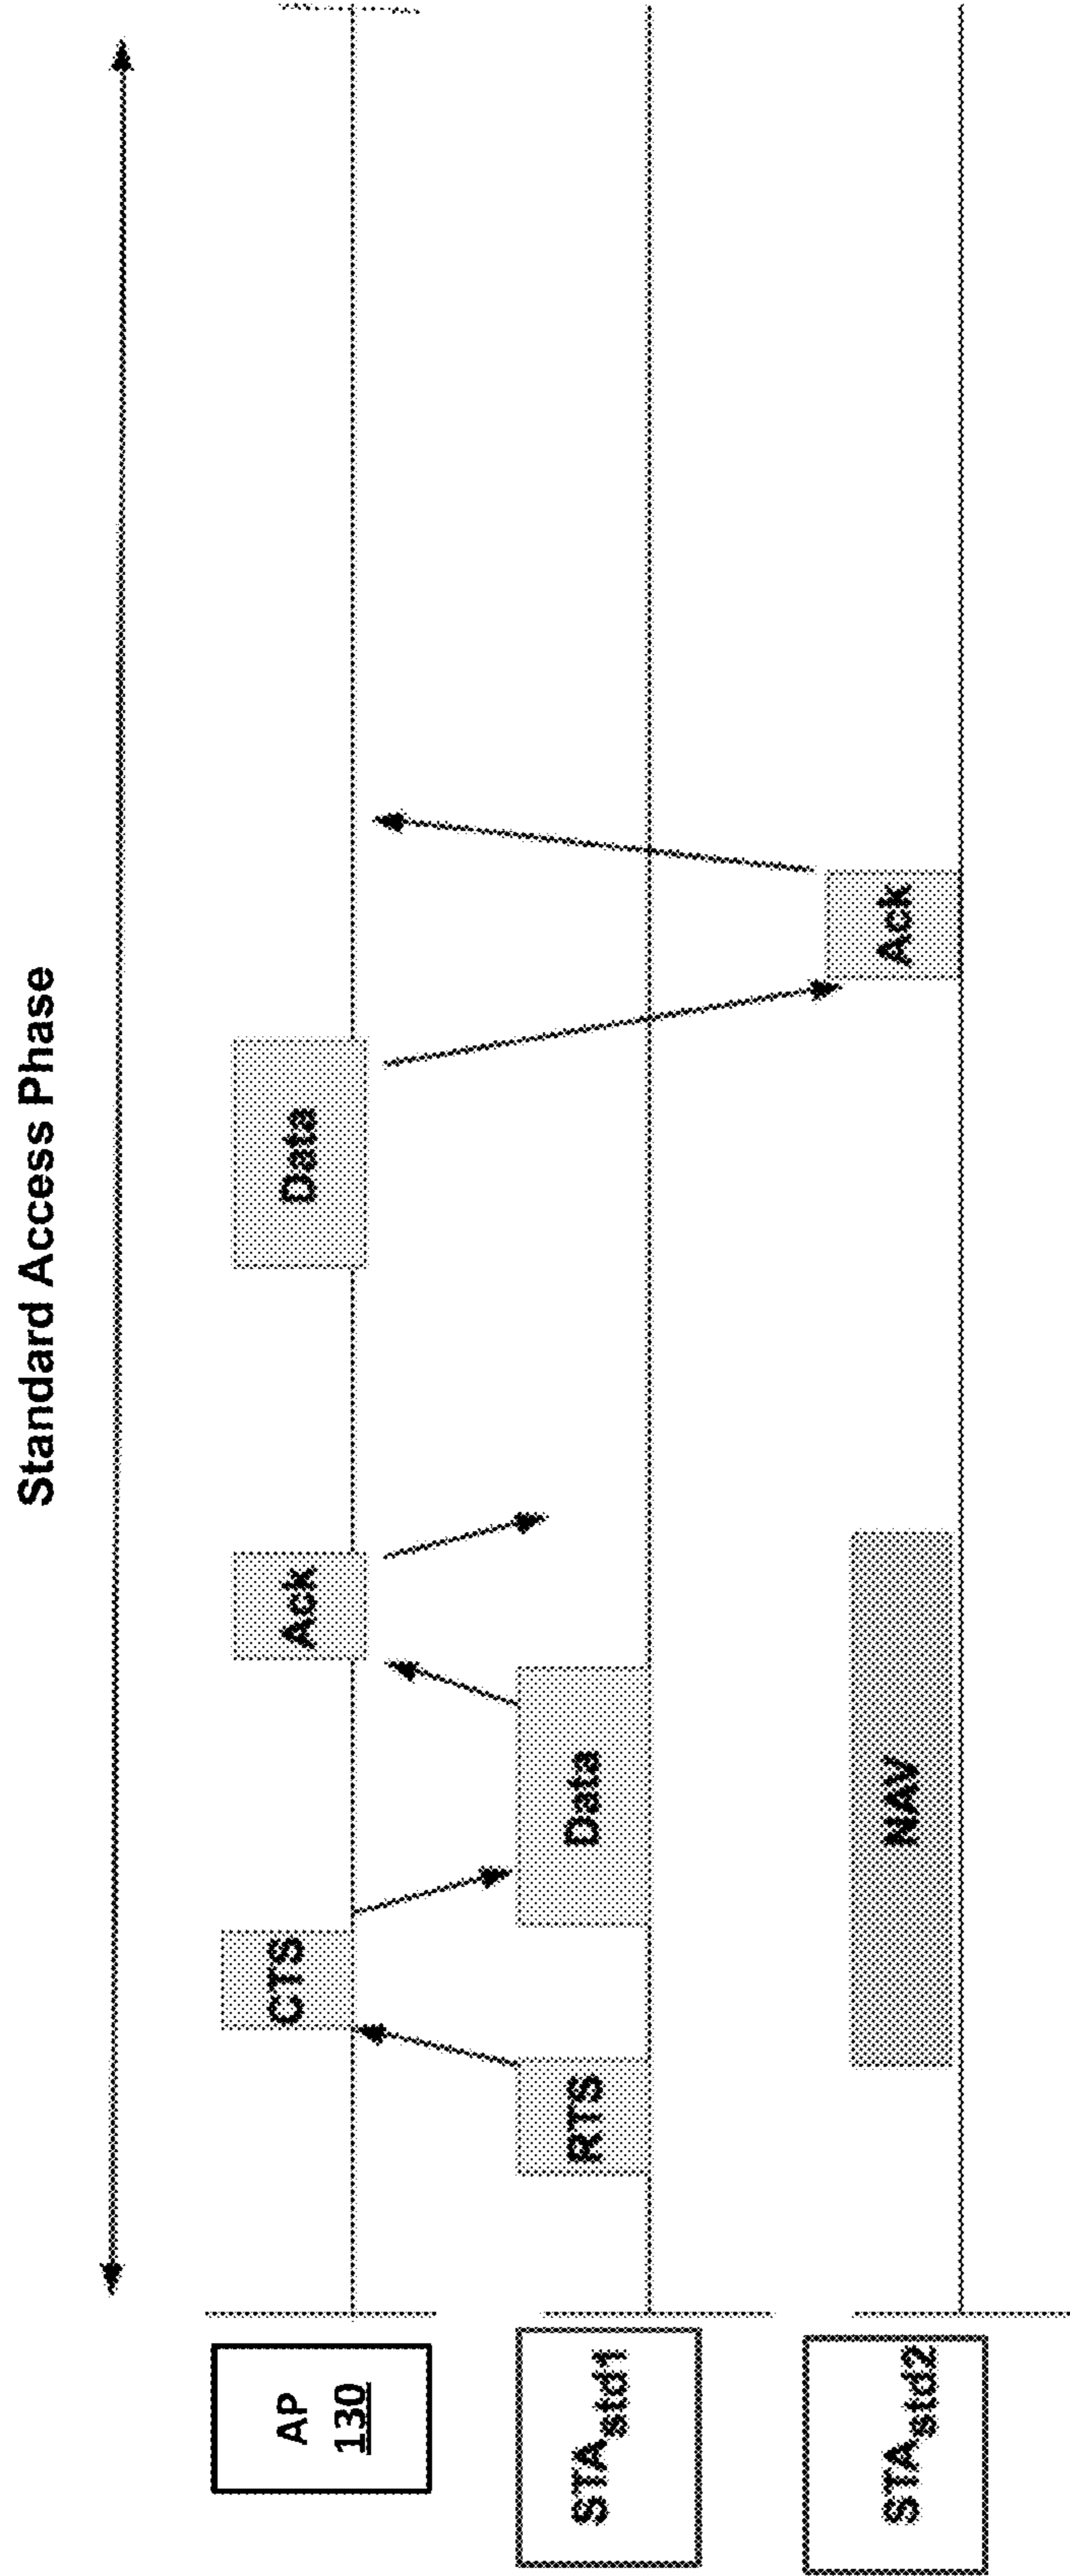 Standard Access Phase
AP
130
CTS
Ack
Data
STAstd1
RTS
Data
STAstd2
NAV
Ack